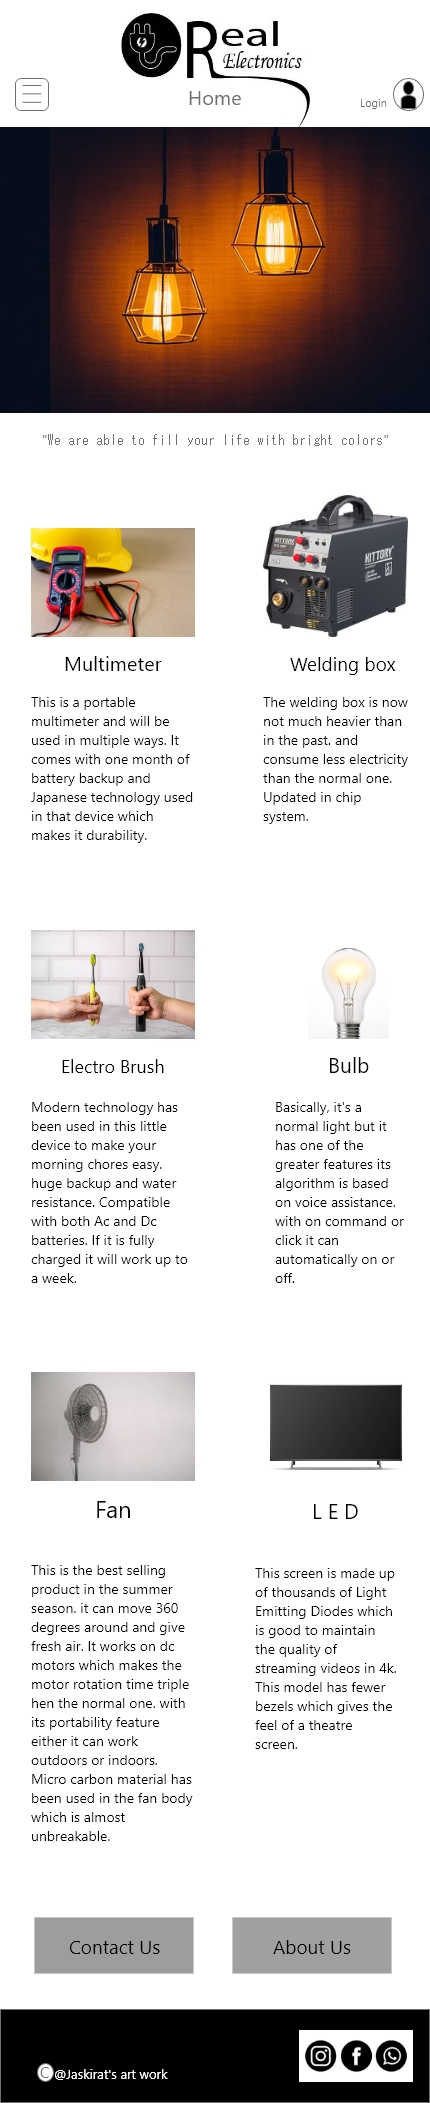 Real
Electronics
Home
Login
"We are able to fill your life with bright colors"
HITTORY
Multimeter
This is a portable
multimeter and will be
used in multiple ways. It
comes with one month of
battery backup and
Japanese technology used
in that device which
makes it durability.
Welding box
The welding box is now
not much heavier than
in the past. and
consume less electricity
than the normal one.
Updated in chip
system.
Electro Brush
Modern technology has
been used in this little
device to make your
morning chores easy.
huge backup and water
resistance. Compatible
with both Ac and Dc
batteries. If it is fully
charged it will work up to
a week.
Bulb
Basically, it's a
normal light but it
has one of the
greater features its
algorithm is based
on voice assistance.
with on command or
click it can
automatically on or
off.
Fan
This is the best selling
product in the summer
season. it can move 360
degrees around and give
fresh air. It works on dc
motors which makes the
motor rotation time triple
hen the normal one. with
its portability feature
either it can work
outdoors or indoors.
Micro carbon material has
been used in the fan body
which is almost
unbreakable.
L E D
This screen is made up
of thousands of Light
Emitting Diodes which
is good to maintain
the quality of
streaming videos in 4k.
This model has fewer
bezels which gives the
feel of a theatre
screen.
Contact Us
About Us
C@Jaskirat's art work